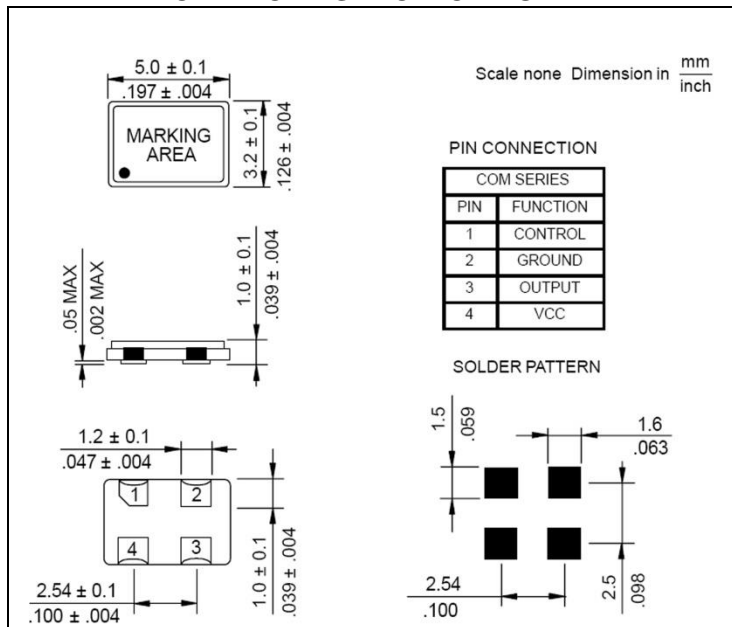 5.0 ± 0.1
.197 ± .004
MARKING
AREA
3.2 ± 0.1
.126 ± .004
.05 MAX
.002 MAX
1.0 ± 0.1
.039 ± .004
1.2 ± 0.1
.047 ± .004
1
2
4
3
1.0 ± 0.1
.039 ± .004
2.54 ± 0.1
.100 ± .004
Scale none Dimension in mm
inch
PIN CONNECTION
COM SERIES
PIN FUNCTION
1 CONTROL
2 GROUND
3 OUTPUT
4 VCC
SOLDER PATTERN
1.5
.059
1.6
.063
2.54
.100
2.5
.098